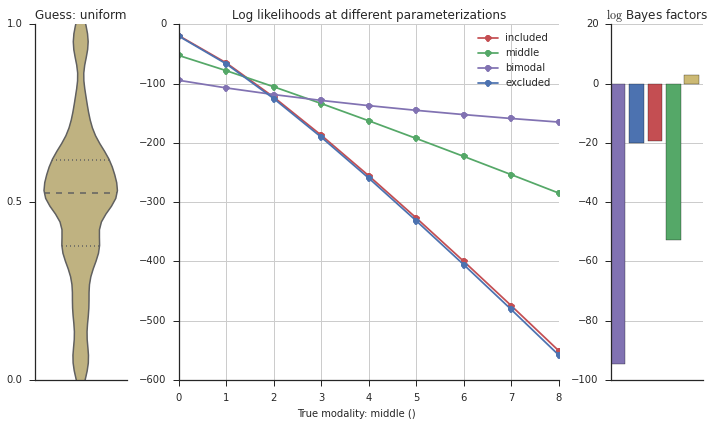 Guess: uniform
1.0
0.5
0.0
Log likelihoods at different parameterizations
included
middle
bimodal
excluded
0
−100
−200
−300
−400
−500
−600
0 1 2 3 4 5 6 7 8
True modality: middle ()
log Bayes factors
20
0
−20
−40
−60
−80
−100